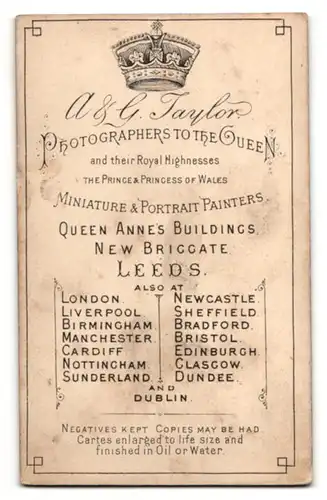 A & G. Taylor
PHOTOGRAPHERS TO THE QUEEN.
and their Royal Highnesses
THE PRINCE & PRINCESS OF WALES
MINIATURE & PORTRAIT PAINTERS.
QUEEN ANNE'S BUILDINGS,
NEW BRIGGATE
LEEDS.
ALSO AT
LONDON. NEWCASTLE.
LIVERPOOL SHEFFIELD.
BIRMINGHAM. BRADFORD.
MANCHESTER. BRISTOL.
CARDIFF EDINBURGH.
NOTTINGHAM. GLASGOW.
SUNDERLAND. DUNDEE.
AND
DUBLIN.
NEGATIVES KEPT COPIES MAY BE HAD.
Cartes enlarged to life size and
finished in Oil or Water.